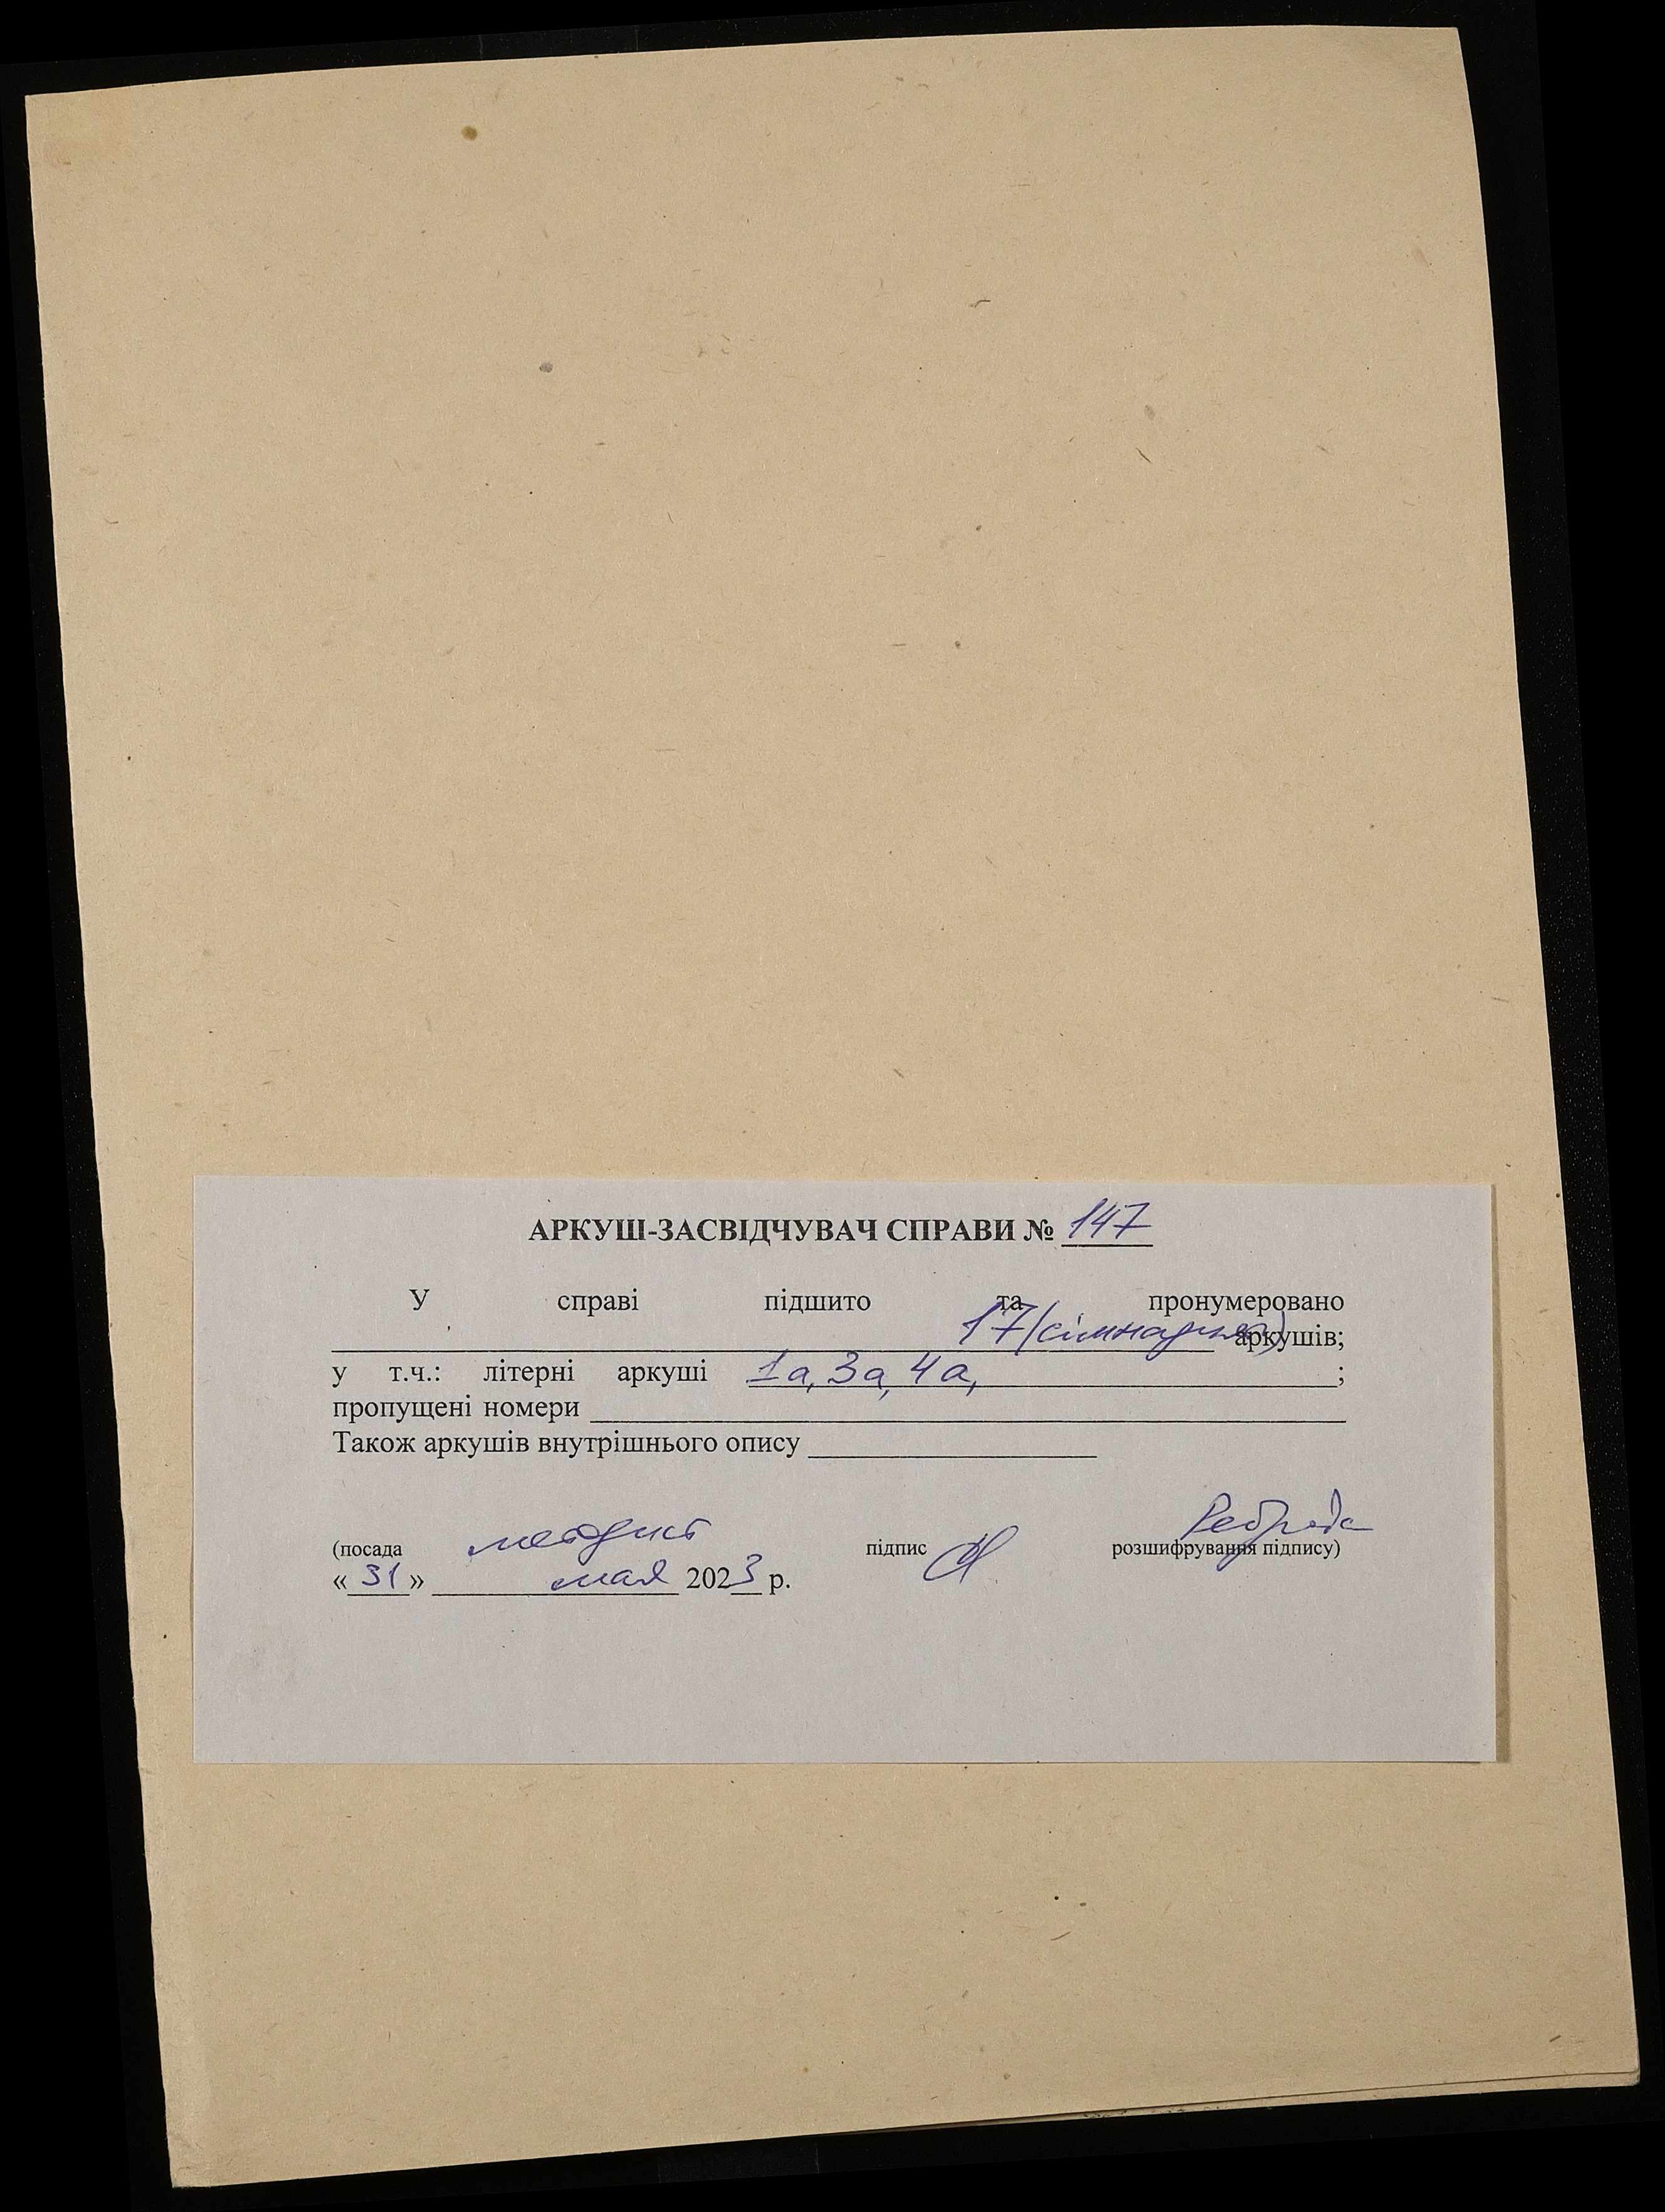 АРКУШ-ЗАСВІДЧУВАЧ СПРАВИ № 147
У справі підшито та пронумеровано
17 (сімнадцять) аркушів;
у т.ч.: літерні аркуші 1а, 3а, 4а, ;
пропущені номери
Також аркушів внутрішнього опису
(посада методист підпис розшифрування підпису)
«31» мая 2023 р.